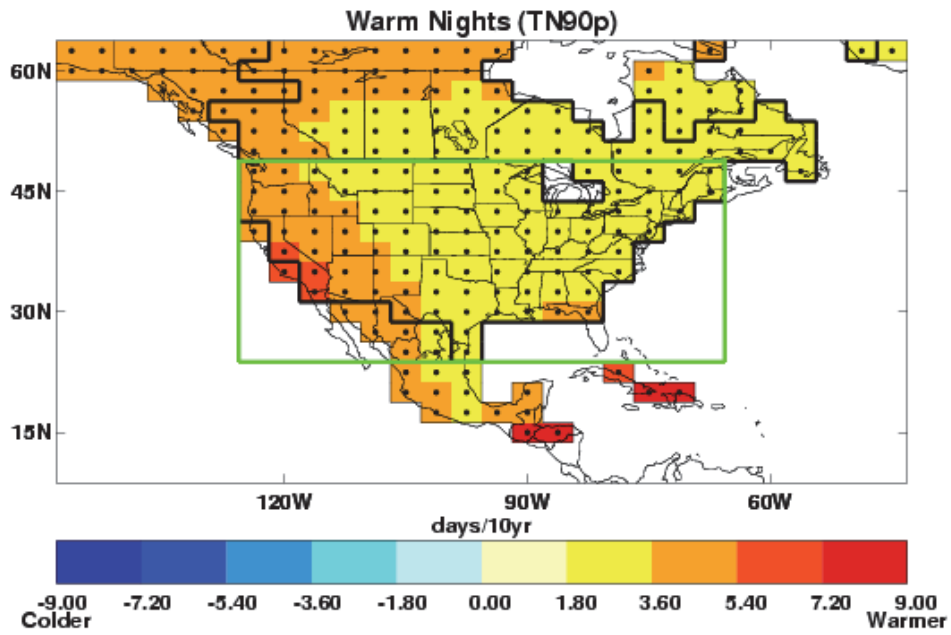 Warm Nights (TN90p)
60N
45N
30N
15N
120W 90W 60W
days/10yr
-9.00 -7.20 -5.40 -3.60 -1.80 0.00 1.80 3.60 5.40 7.20 9.00
Colder Warmer